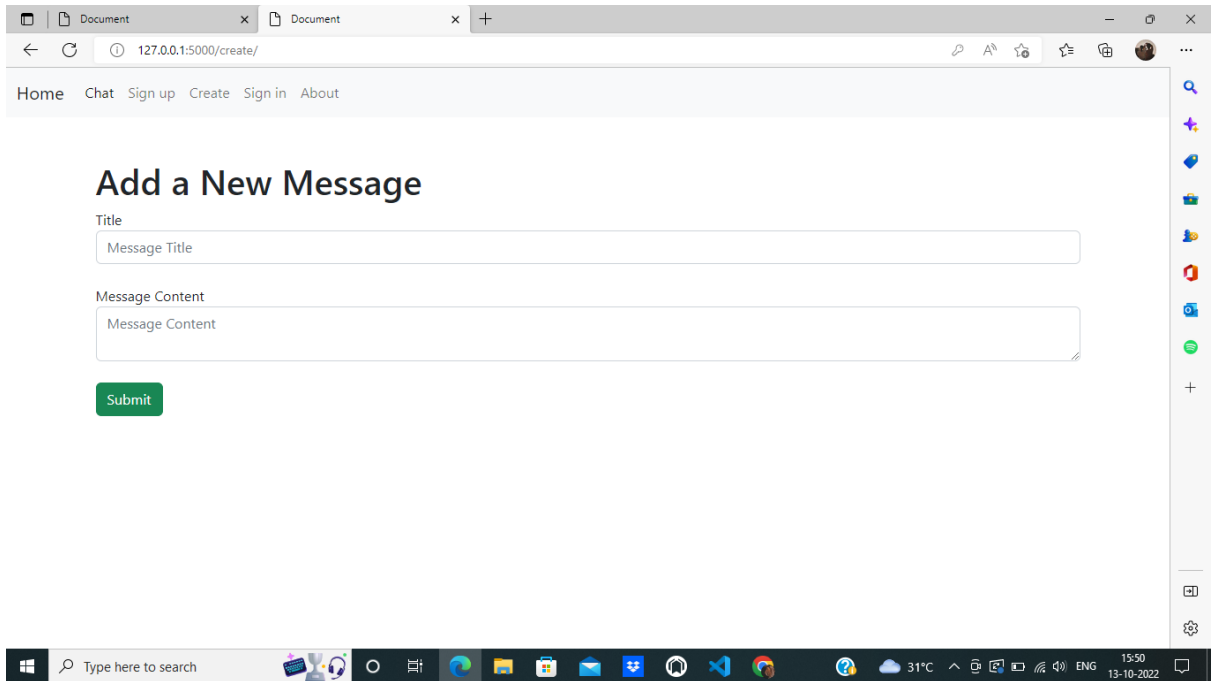 Document Document
127.0.0.1:5000/create/
Home Chat Sign up Create Sign in About
Add a New Message
Title
Message Title
Message Content
Message Content
Submit
Type here to search
31°C ENG 15:50
13-10-2022